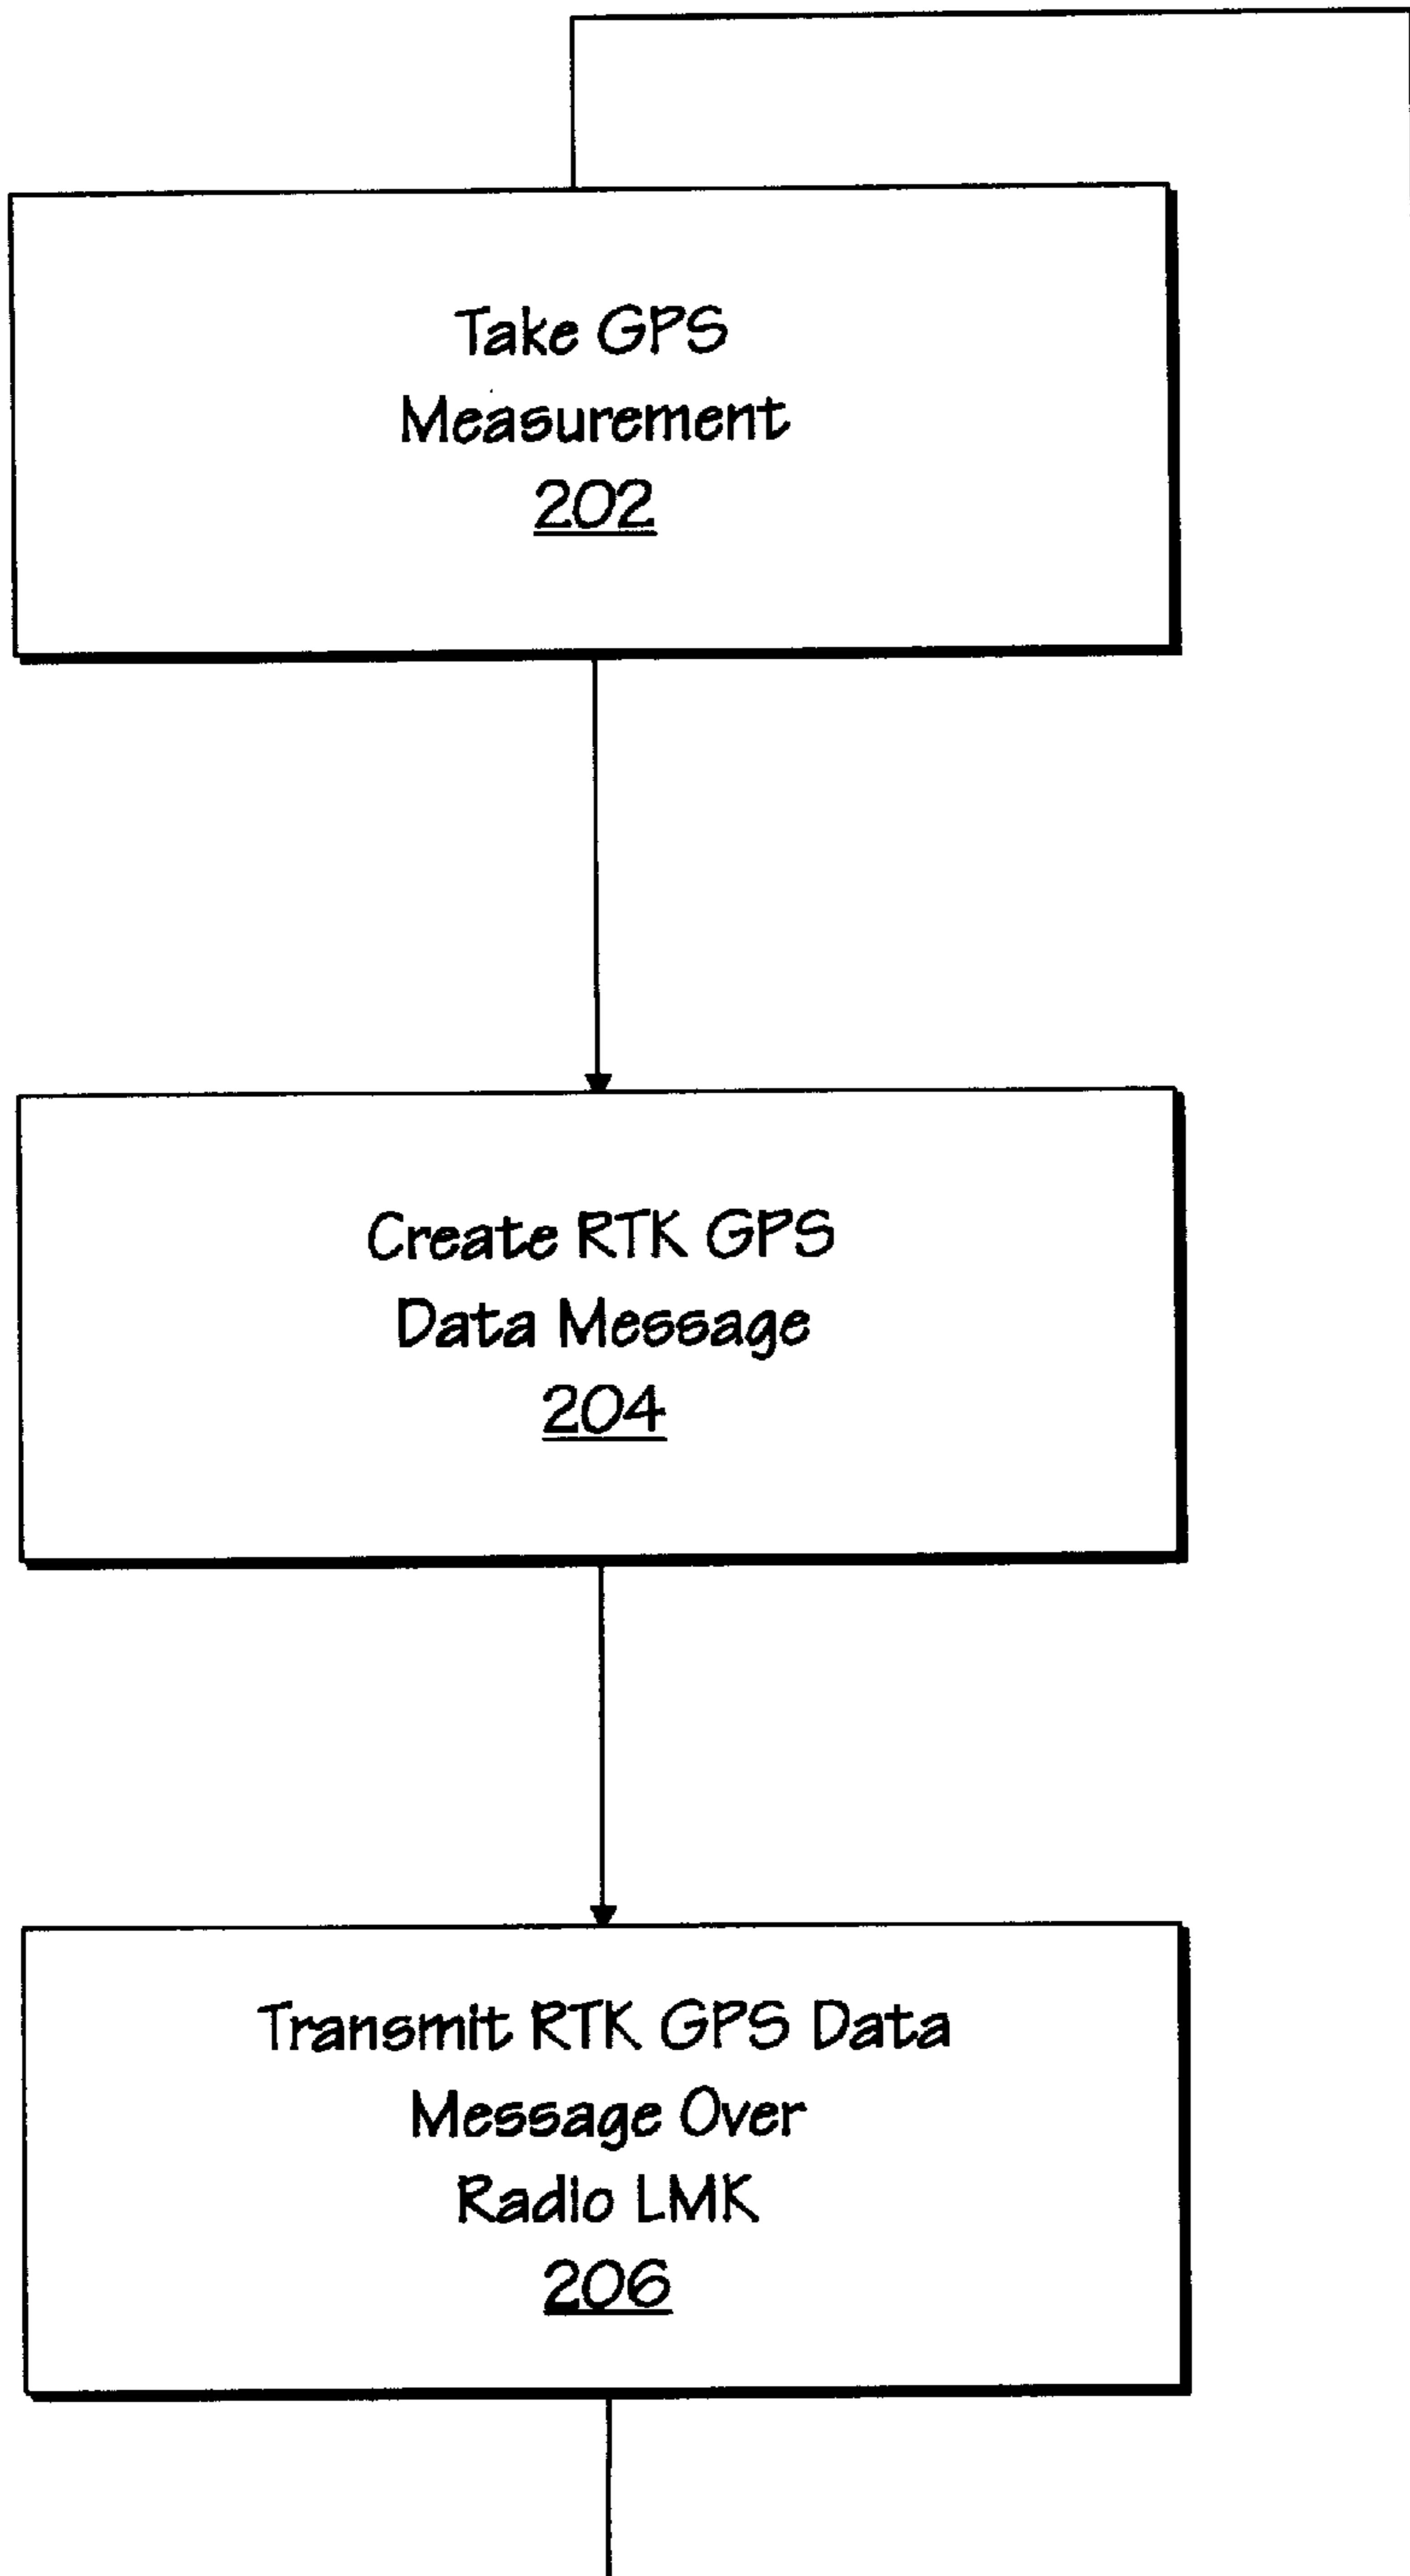 Take GPS
Measurement
202
Create RTK GPS
Data Message
204
Transmit RTK GPS Data
Message Over
Radio LMK
206